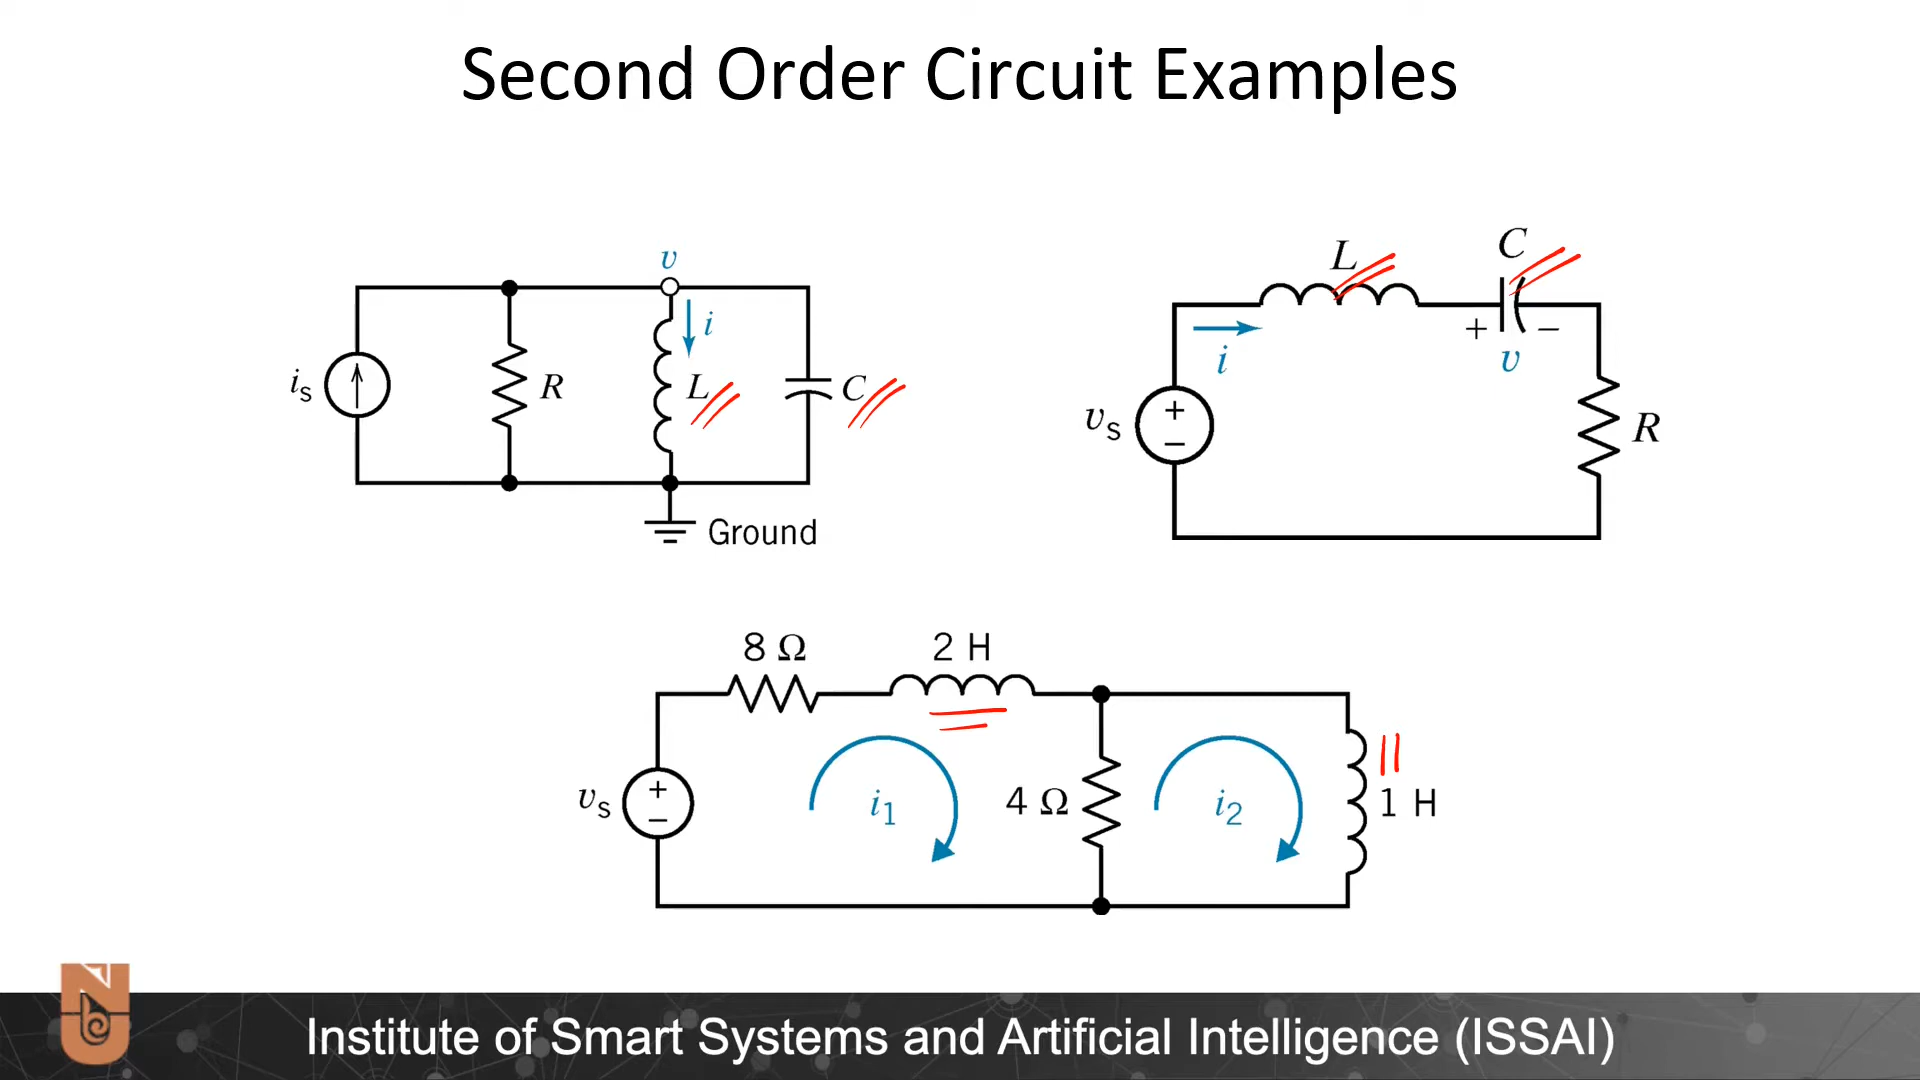 Second Order Circuit Examples
v
i
is
R
L
C
Ground
L
C
i
+ −
v
vs
+
−
R
8 Ω
2 H
vs
+
−
i1
4 Ω
i2
1 H
Institute of Smart Systems and Artificial Intelligence (ISSAI)